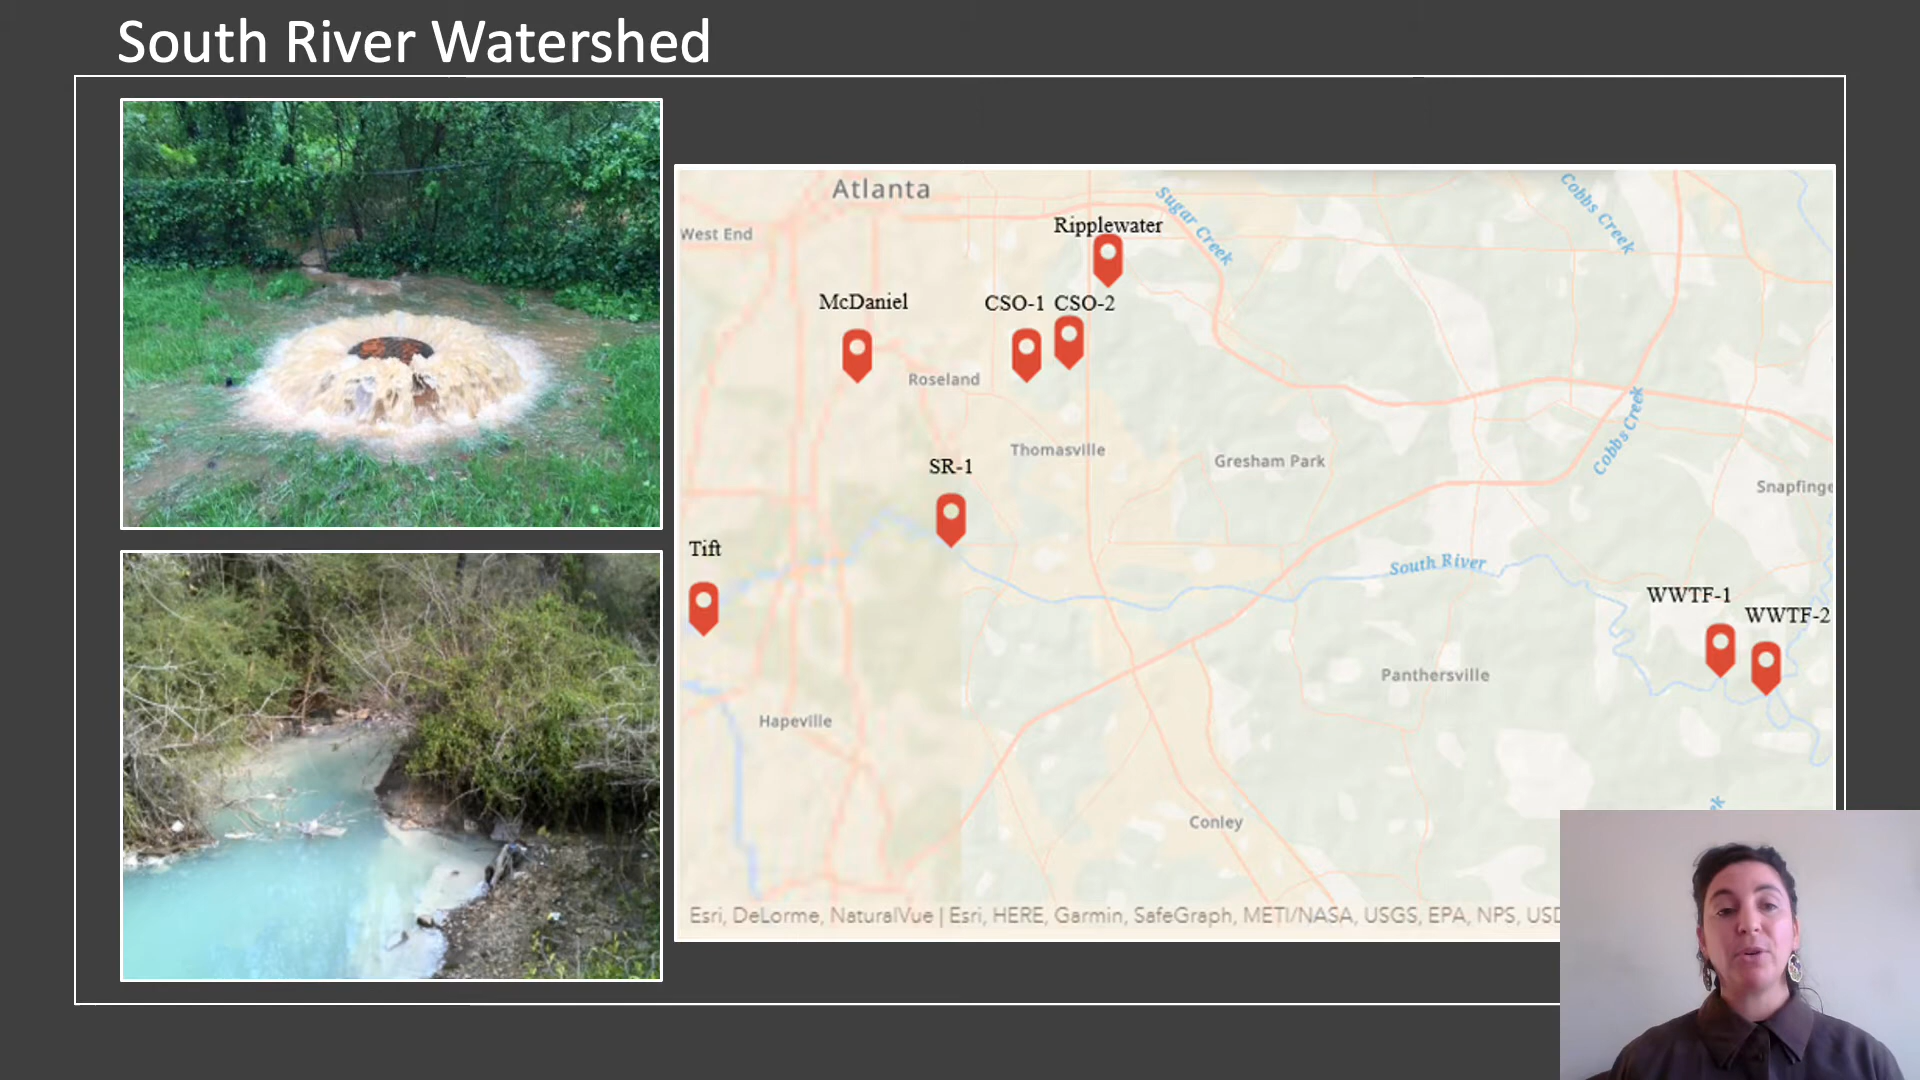 South River Watershed
Atlanta
West End
Sugar Creek
Cobbs Creek
Ripplewater
McDaniel
CSO-1
CSO-2
Roseland
Thomasville
Gresham Park
Cobbs Creek
SR-1
Snapfinge
Tift
South River
WWTF-1
WWTF-2
Panthersville
Hapeville
Conley
ek
Esri, DeLorme, NaturalVue | Esri, HERE, Garmin, SafeGraph, METI/NASA, USGS, EPA, NPS, USD